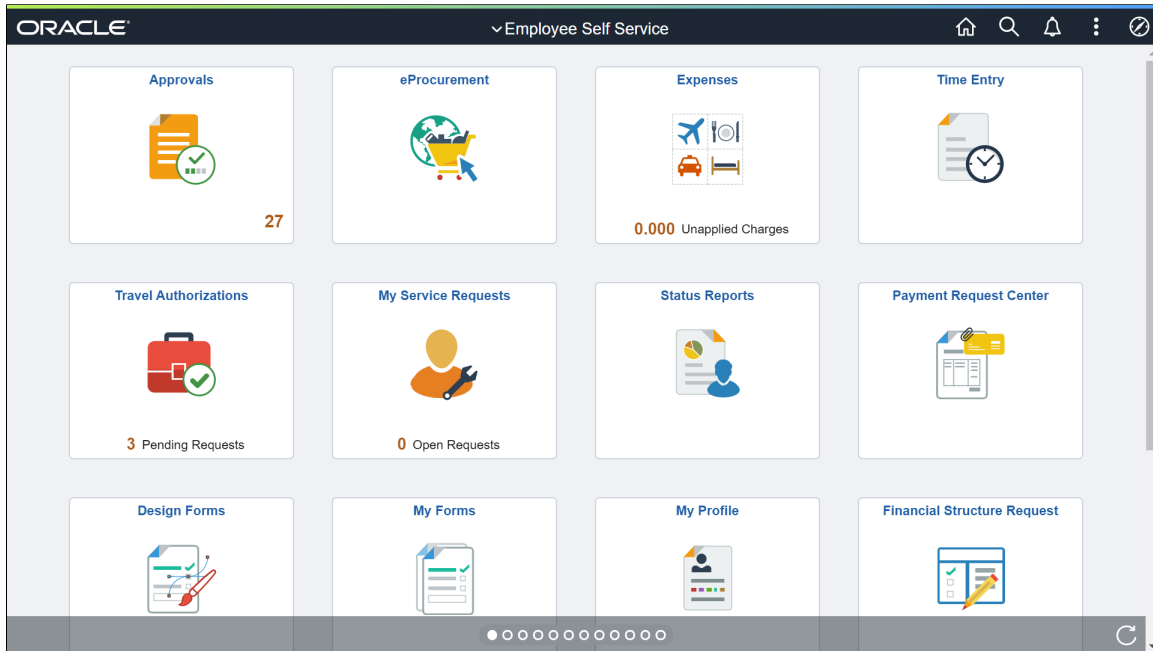 ORACLE
Employee Self Service
Approvals
eProcurement
Expenses
Time Entry
27
0.000 Unapplied Charges
Travel Authorizations
My Service Requests
Status Reports
Payment Request Center
3 Pending Requests
0 Open Requests
Design Forms
My Forms
My Profile
Financial Structure Request